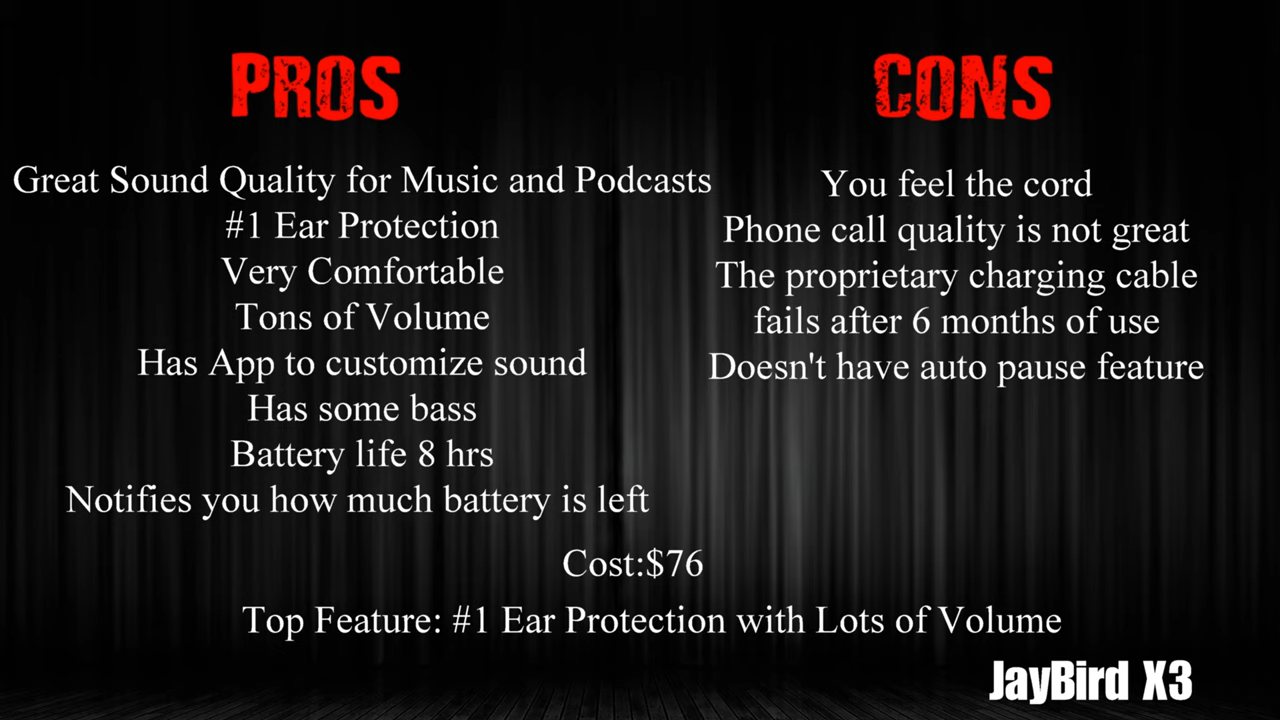 PROS
Great Sound Quality for Music and Podcasts
#1 Ear Protection
Very Comfortable
Tons of Volume
Has App to customize sound
Has some bass
Battery life 8 hrs
Notifies you how much battery is left
CONS
You feel the cord
Phone call quality is not great
The proprietary charging cable
fails after 6 months of use
Doesn't have auto pause feature
Cost:$76
Top Feature: #1 Ear Protection with Lots of Volume
JayBird X3